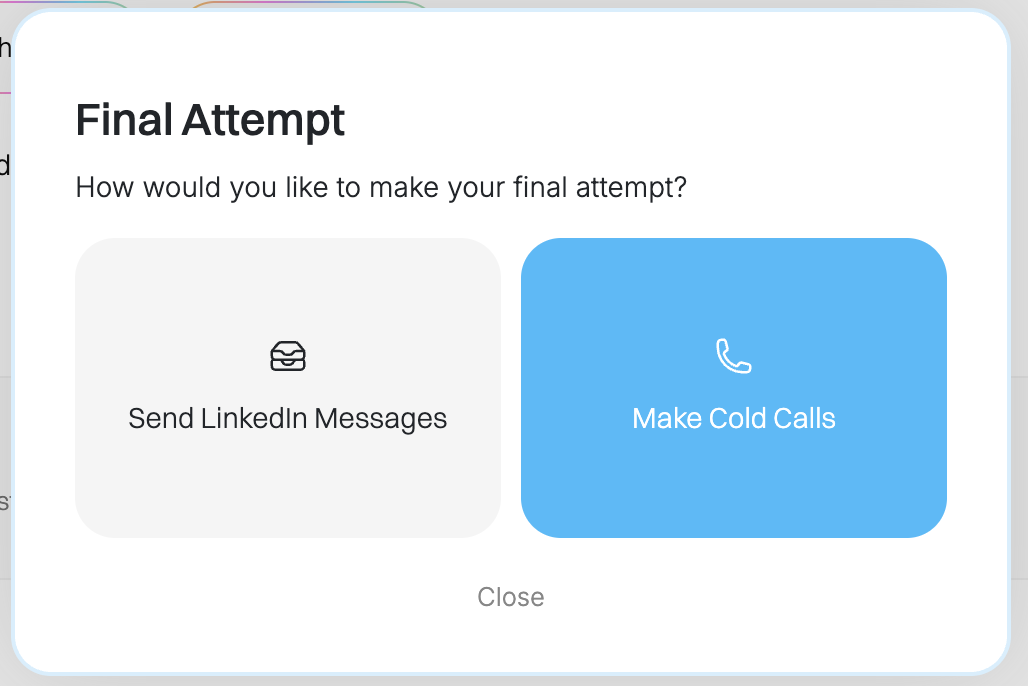 Final Attempt
How would you like to make your final attempt?
Send LinkedIn Messages
Make Cold Calls
Close